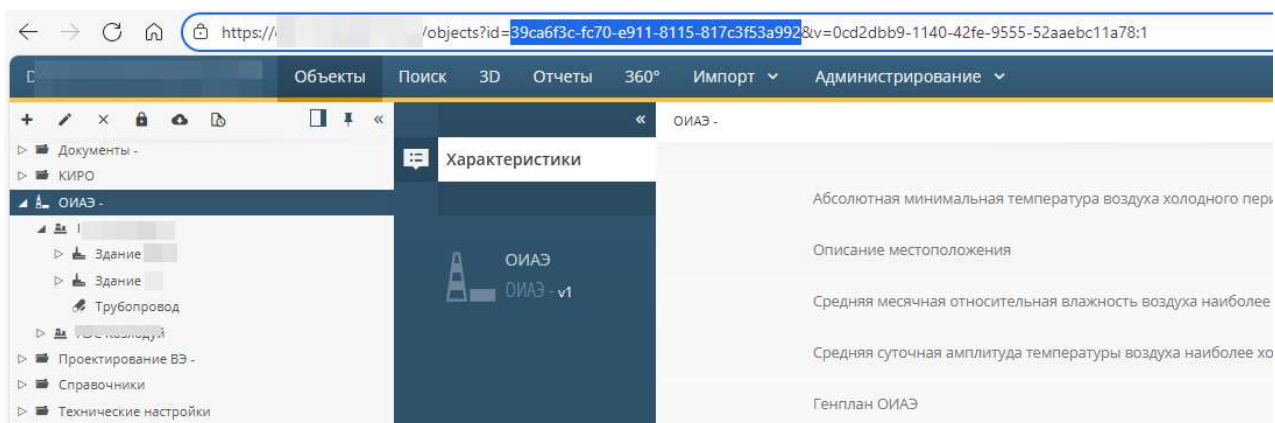 https:// /objects?id=39ca6f3c-fc70-e911-8115-817c3f53a992&v=0cd2dbb9-1140-42fe-9555-52aaebc11a78:1
Объекты Поиск 3D Отчеты 360° Импорт Администрирование
ОИАЭ -
Документы -
КИРО
ОИАЭ -
Здание
Здание
Трубопровод
Проектирование ВЭ -
Справочники
Технические настройки
Характеристики
ОИАЭ
ОИАЭ - v1
Абсолютная минимальная температура воздуха холодного
Описание местоположения
Средняя месячная относительная влажность воздуха наиболее
Средняя суточная амплитуда температуры воздуха наиболее
Генплан ОИАЭ